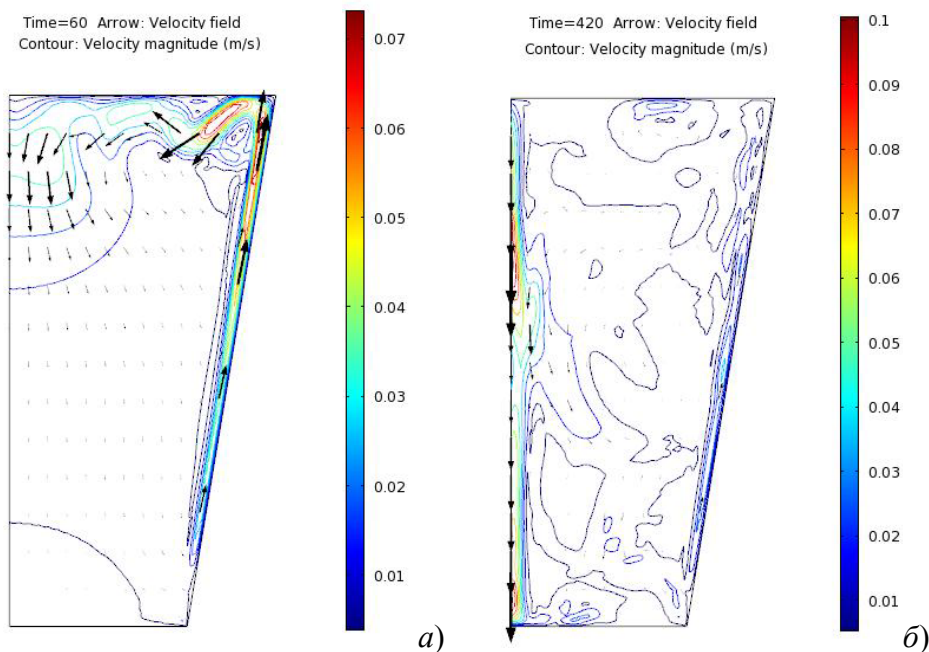 Time=60 Arrow: Velocity field
Contour: Velocity magnitude (m/s)
0.07
0.06
0.05
0.04
0.03
0.02
0.01
а)
Time=420 Arrow: Velocity field
Contour: Velocity magnitude (m/s)
0.1
0.09
0.08
0.07
0.06
0.05
0.04
0.03
0.02
0.01
б)